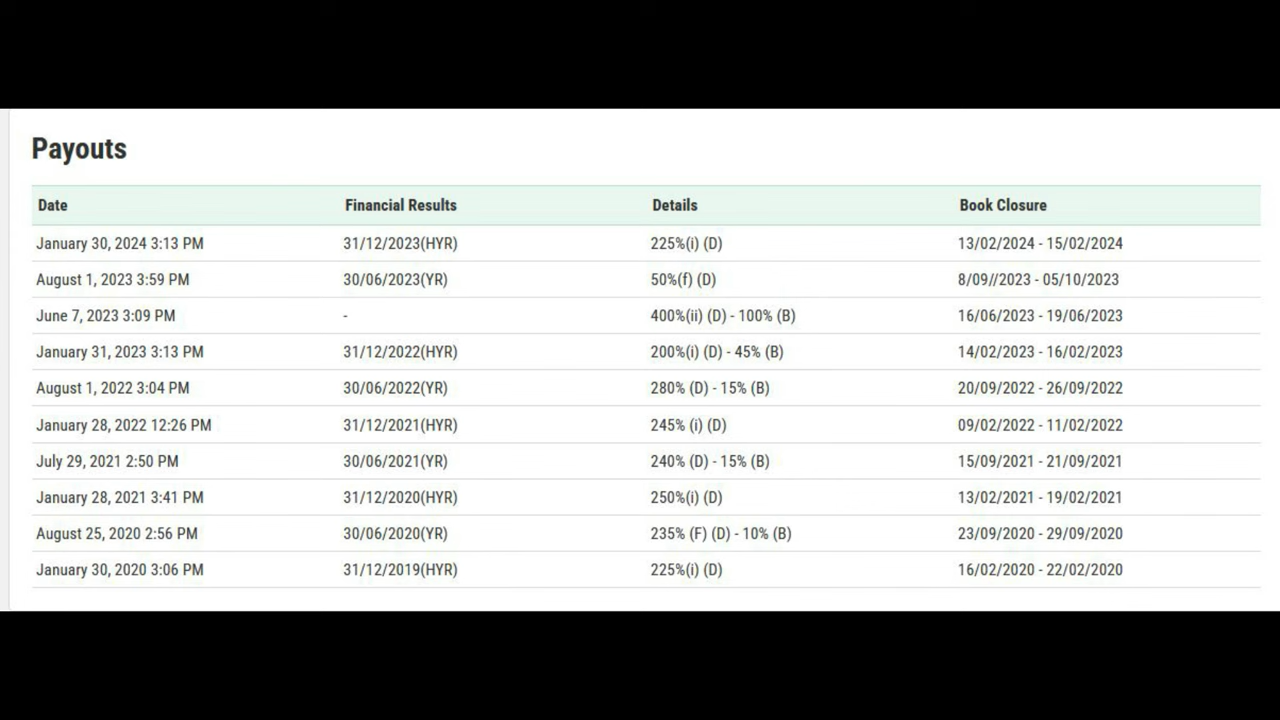 Payouts
Date Financial Results Details Book Closure
January 30, 2024 3:13 PM 31/12/2023(HYR) 225%(i) (D) 13/02/2024 - 15/02/2024
August 1, 2023 3:59 PM 30/06/2023(YR) 50%(f) (D) 8/09//2023 - 05/10/2023
June 7, 2023 3:09 PM - 400%(ii) (D) - 100% (B) 16/06/2023 - 19/06/2023
January 31, 2023 3:13 PM 31/12/2022(HYR) 200%(i) (D) - 45% (B) 14/02/2023 - 16/02/2023
August 1, 2022 3:04 PM 30/06/2022(YR) 280% (D) - 15% (B) 20/09/2022 - 26/09/2022
January 28, 2022 12:26 PM 31/12/2021(HYR) 245% (i) (D) 09/02/2022 - 11/02/2022
July 29, 2021 2:50 PM 30/06/2021(YR) 240% (D) - 15% (B) 15/09/2021 - 21/09/2021
January 28, 2021 3:41 PM 31/12/2020(HYR) 250%(i) (D) 13/02/2021 - 19/02/2021
August 25, 2020 2:56 PM 30/06/2020(YR) 235% (F) (D) - 10% (B) 23/09/2020 - 29/09/2020
January 30, 2020 3:06 PM 31/12/2019(HYR) 225%(i) (D) 16/02/2020 - 22/02/2020